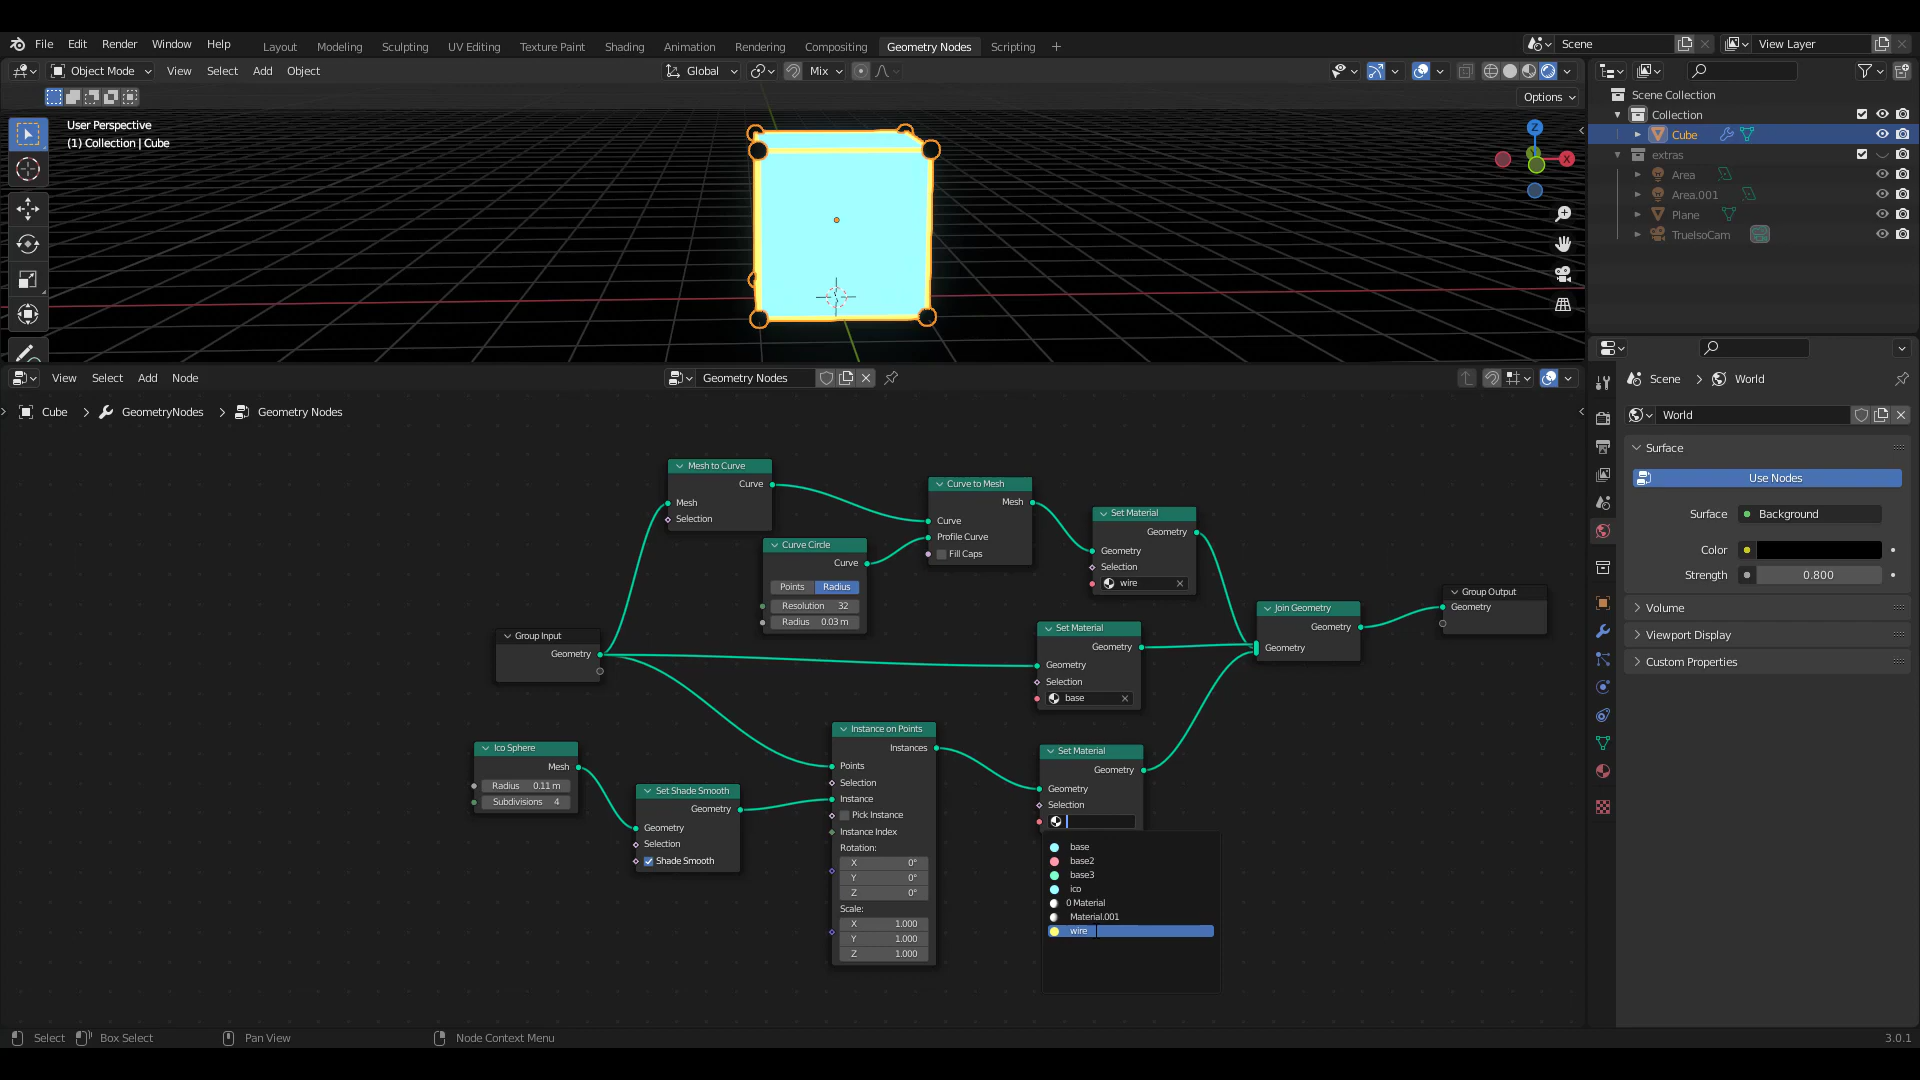 File Edit Render Window Help
Layout Modeling Sculpting UV Editing Texture Paint Shading Animation Rendering Compositing Geometry Nodes Scripting +
Scene
View Layer
Object Mode View Select Add Object
Global
Mix
Options
User Perspective
(1) Collection | Cube
Z
X
Scene Collection
Collection
Cube
extras
Area
Area.001
Plane
TrueIsoCam
View Select Add Node
Geometry Nodes
Cube > GeometryNodes > Geometry Nodes
Mesh to Curve
Curve
Mesh
Selection
Curve Circle
Curve
Points Radius
Resolution 32
Radius 0.03 m
Curve to Mesh
Mesh
Curve
Profile Curve
Fill Caps
Set Material
Geometry
Geometry
Selection
wire
Group Input
Geometry
Set Material
Geometry
Geometry
Selection
base
Join Geometry
Geometry
Geometry
Group Output
Geometry
Ico Sphere
Mesh
Radius 0.11 m
Subdivisions 4
Set Shade Smooth
Geometry
Geometry
Selection
Shade Smooth
Instance on Points
Instances
Points
Selection
Instance
Pick Instance
Instance Index
Rotation:
X 0°
Y 0°
Z 0°
Scale:
X 1.000
Y 1.000
Z 1.000
Set Material
Geometry
Geometry
Selection
base
base2
base3
ico
0 Material
Material.001
wire
Scene > World
World
Surface
Use Nodes
Surface Background
Color
Strength 0.800
Volume
Viewport Display
Custom Properties
Select Box Select Pan View Node Context Menu
3.0.1